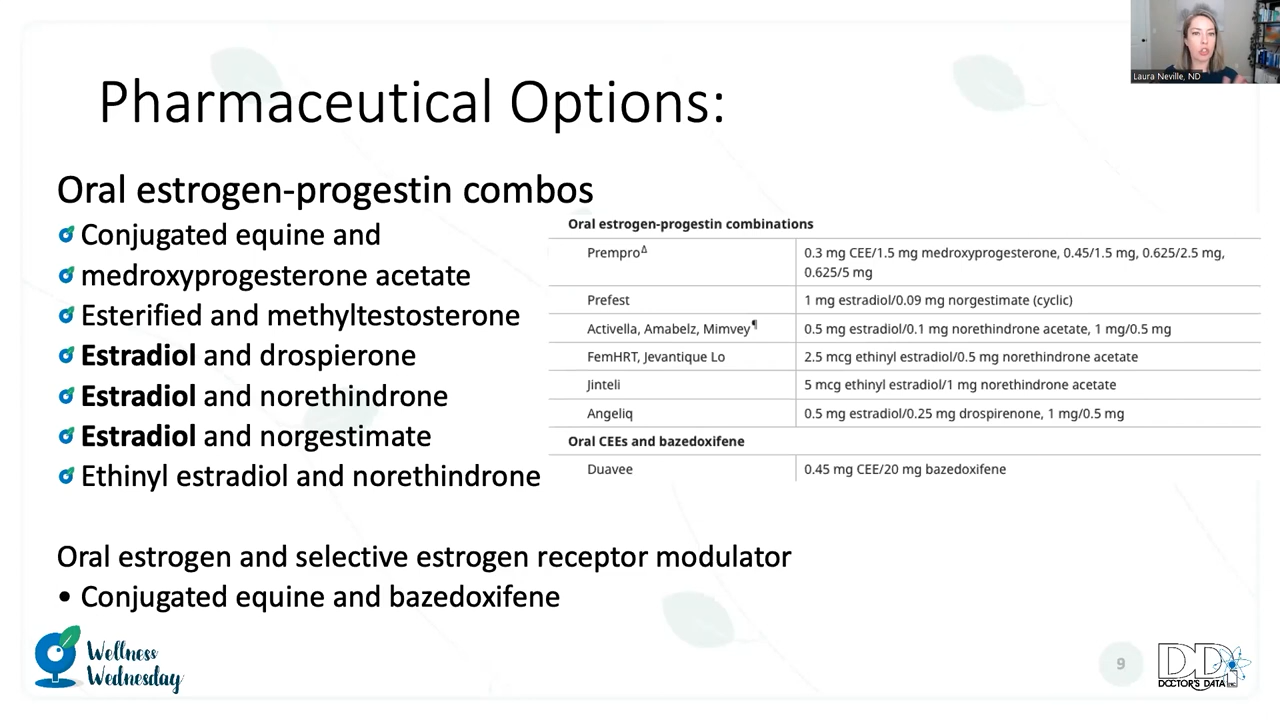 Laura Neville, ND
Pharmaceutical Options:
Oral estrogen-progestin combos
Conjugated equine and
medroxyprogesterone acetate
Esterified and methyltestosterone
Estradiol and drospierone
Estradiol and norethindrone
Estradiol and norgestimate
Ethinyl estradiol and norethindrone
Oral estrogen-progestin combinations
PremproΔ 0.3 mg CEE/1.5 mg medroxyprogesterone, 0.45/1.5 mg, 0.625/2.5 mg,
0.625/5 mg
Prefest 1 mg estradiol/0.09 mg norgestimate (cyclic)
Activella, Amabelz, Mimvey¶ 0.5 mg estradiol/0.1 mg norethindrone acetate, 1 mg/0.5 mg
FemHRT, Jevantique Lo 2.5 mcg ethinyl estradiol/0.5 mg norethindrone acetate
Jinteli 5 mcg ethinyl estradiol/1 mg norethindrone acetate
Angeliq 0.5 mg estradiol/0.25 mg drospirenone, 1 mg/0.5 mg
Oral CEEs and bazedoxifene
Duavee 0.45 mg CEE/20 mg bazedoxifene
Oral estrogen and selective estrogen receptor modulator
• Conjugated equine and bazedoxifene
Wellness
Wednesday
9
DDI
DOCTOR'S DATA INC.